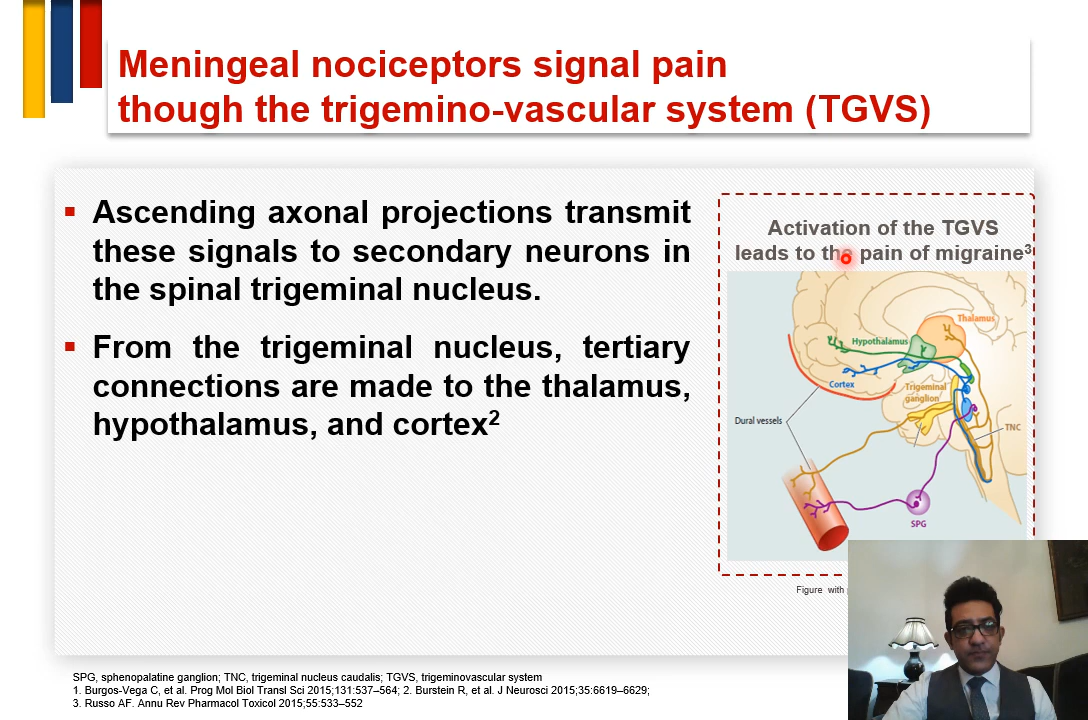 Meningeal nociceptors signal pain
though the trigemino-vascular system (TGVS)
Ascending axonal projections transmit
these signals to secondary neurons in
the spinal trigeminal nucleus.
From the trigeminal nucleus, tertiary
connections are made to the thalamus,
hypothalamus, and cortex2
Activation of the TGVS
leads to the pain of migraine3
Thalamus
Hypothalamus
Cortex
Trigeminal
ganglion
Dural vessels
TNC
SPG
Figure with
SPG, sphenopalatine ganglion; TNC, trigeminal nucleus caudalis; TGVS, trigeminovascular system
1. Burgos-Vega C, et al. Prog Mol Biol Transl Sci 2015;131:537–564; 2. Burstein R, et al. J Neurosci 2015;35:6619–6629;
3. Russo AF. Annu Rev Pharmacol Toxicol 2015;55:533–552